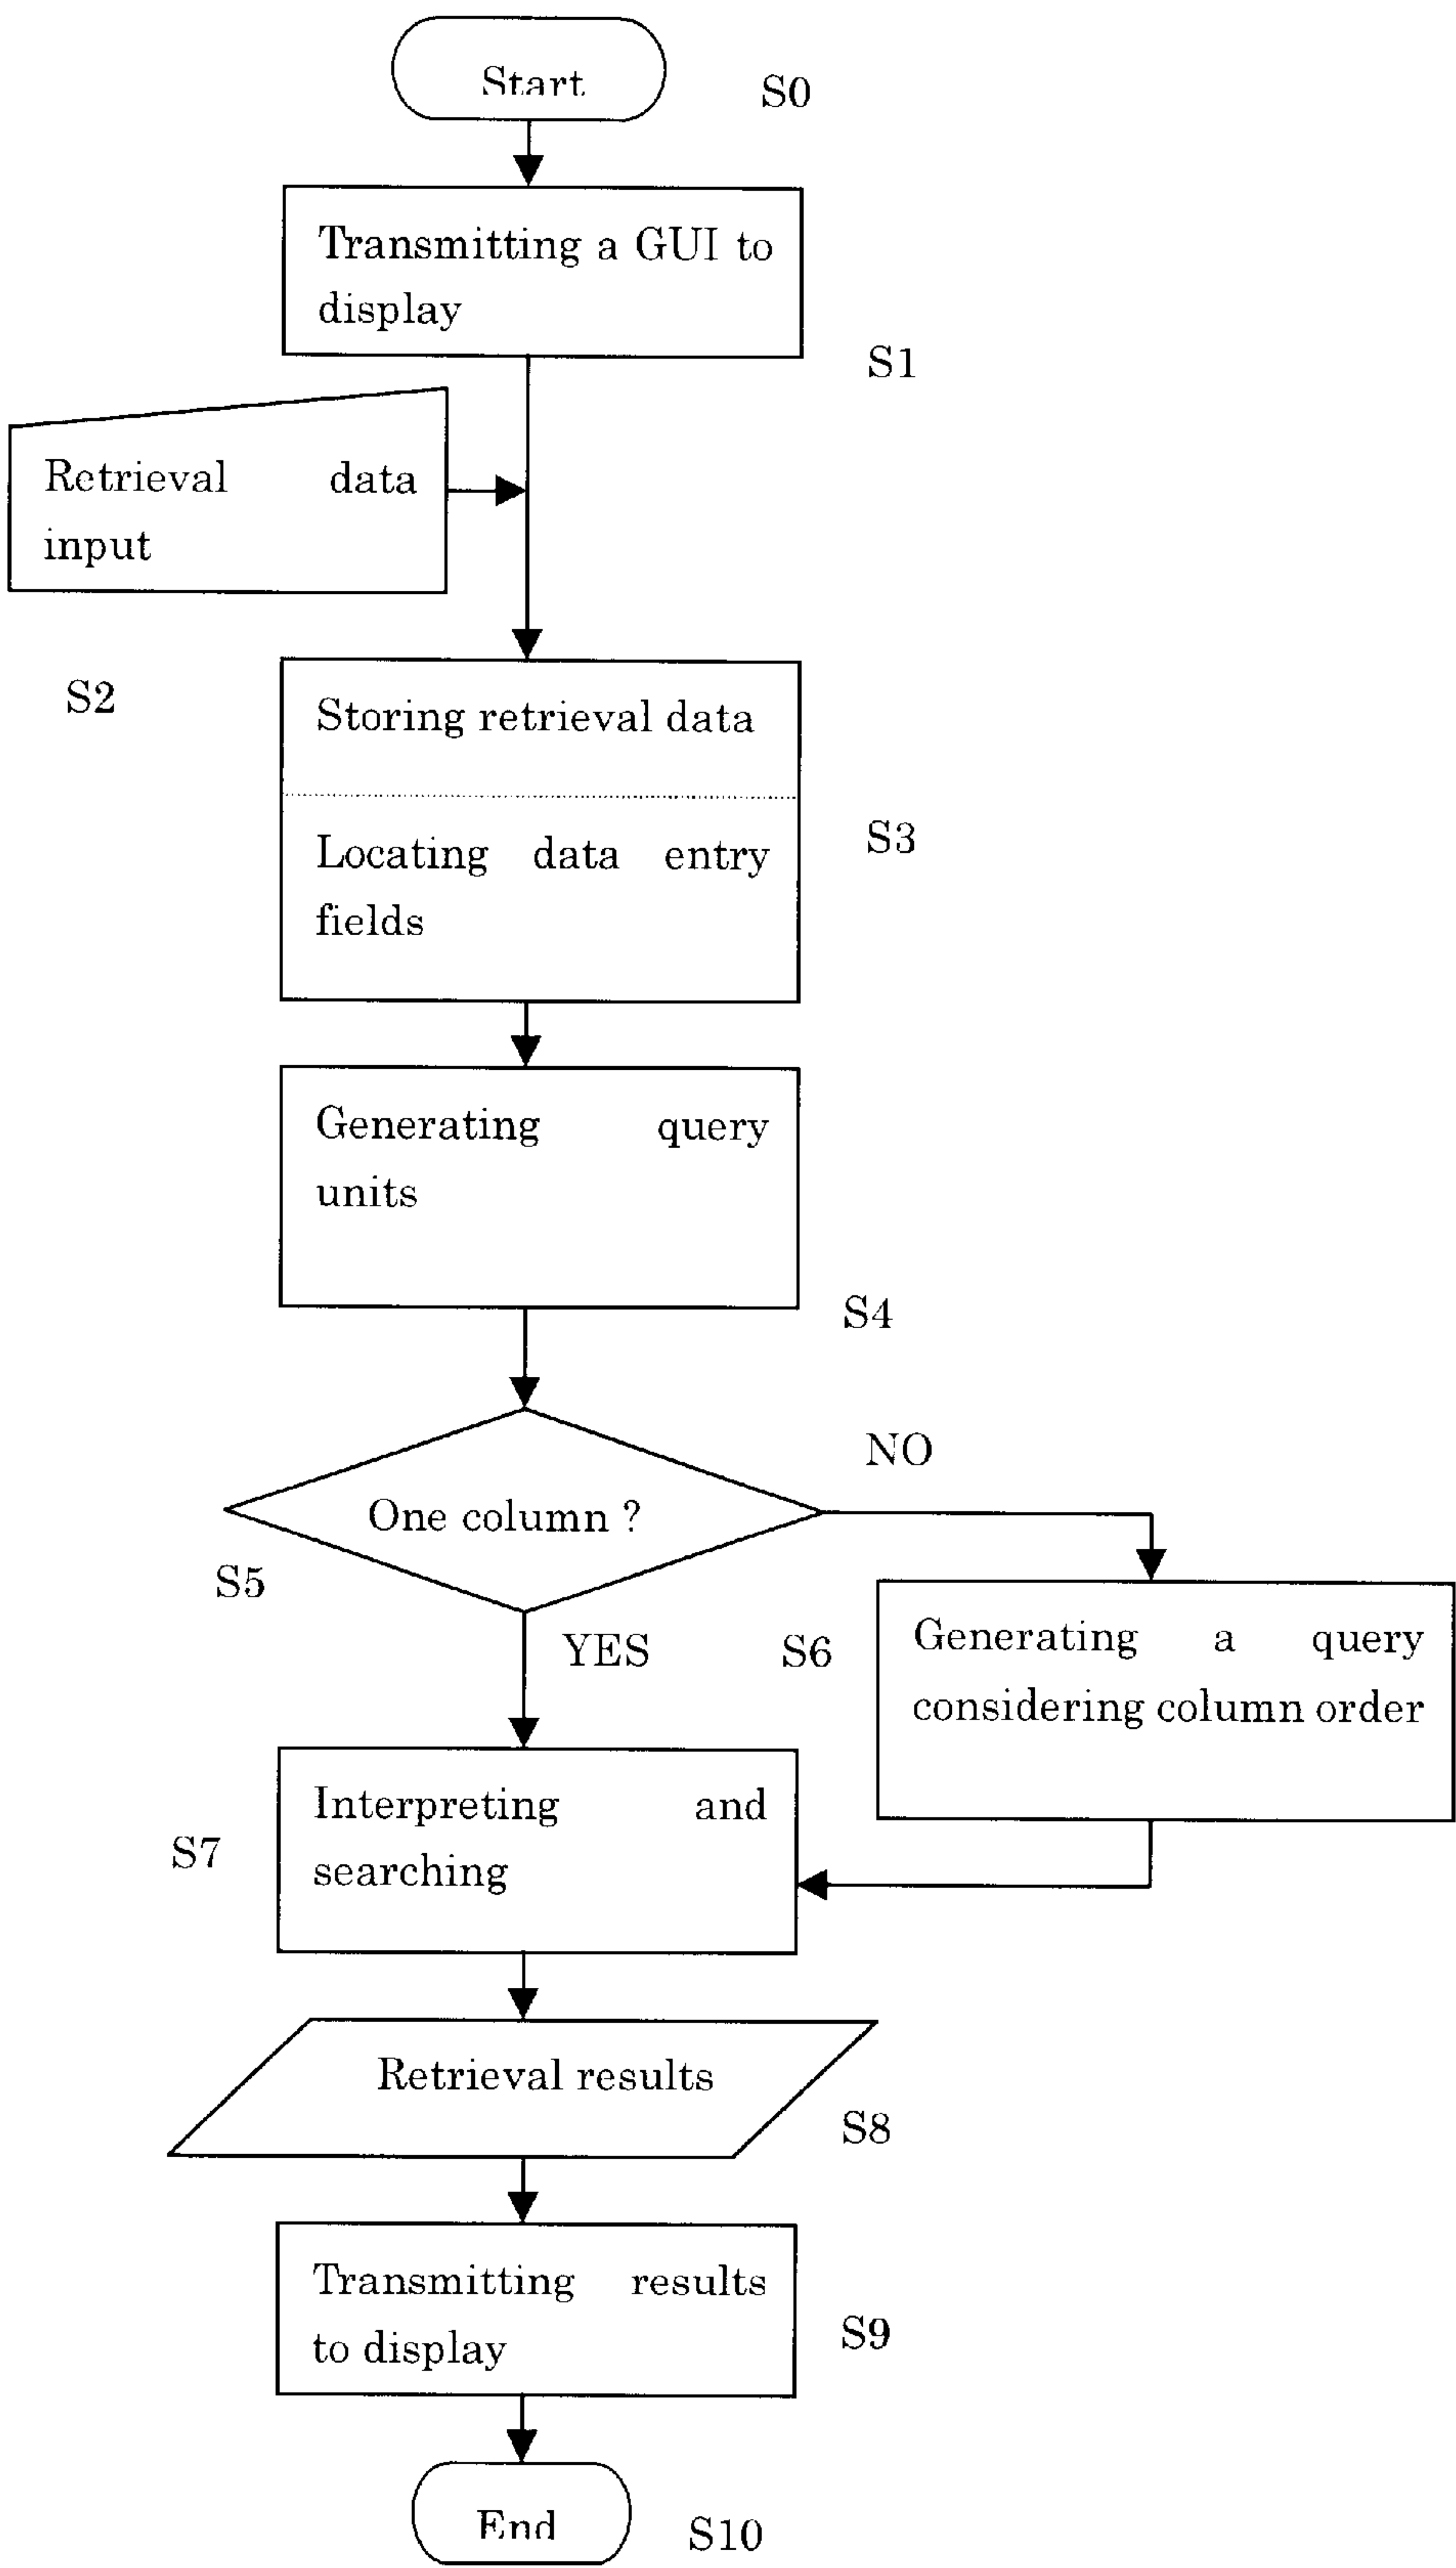 Start
S0
Transmitting a GUI to
display
S1
Retrieval data
input
S2
Storing retrieval data
Locating data entry
fields
S3
Generating query
units
S4
One column ?
S5
NO
YES
S6
Generating a query
considering column order
Interpreting and
searching
S7
Retrieval results
S8
Transmitting results
to display
S9
End
S10